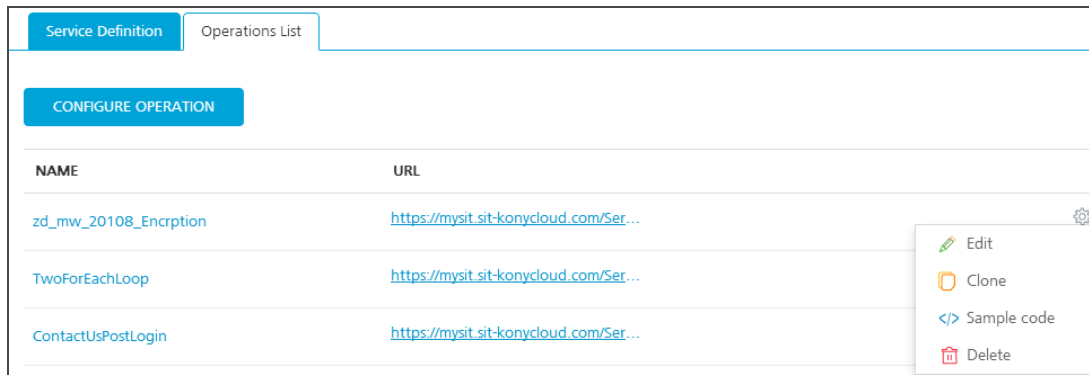 Service Definition Operations List
CONFIGURE OPERATION
NAME URL
zd_mw_20108_Encrption https://mysit.sit-konycloud.com/Ser...
Edit
TwoForEachLoop https://mysit.sit-konycloud.com/Ser...
Clone
Sample code
ContactUsPostLogin https://mysit.sit-konycloud.com/Ser...
Delete